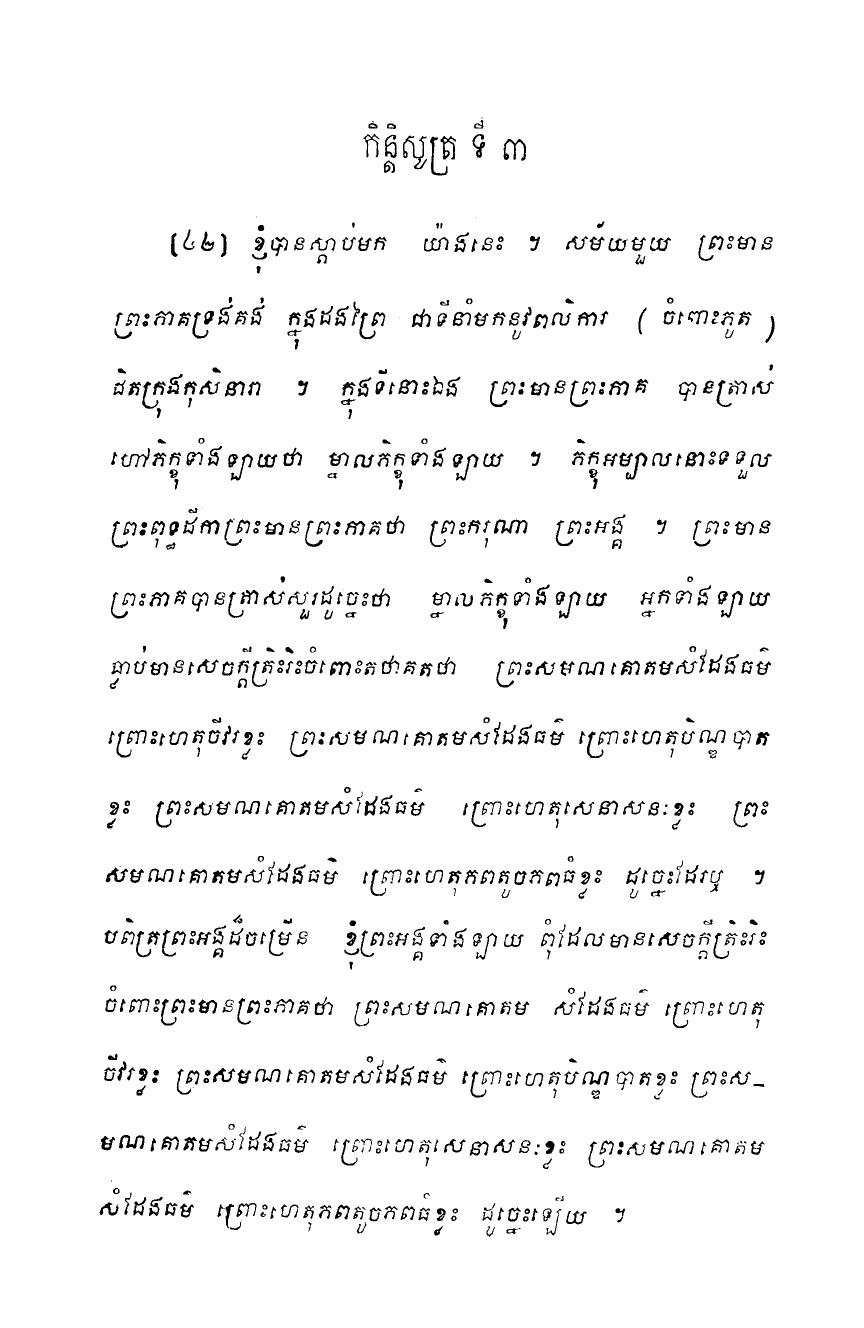 កិន្តិសូត្រ ទី ៣
(៤២) ខ្ញុំបានស្តាប់មក យ៉ាងនេះ ។ សម័យមួយ ព្រះមាន
ព្រះភាគទ្រង់គង់ ក្នុងដងព្រៃ ជាទីនាំមកនូវពលិការ ( ចំពោះភូត )
ជិតក្រុងកុសិនារា ។ ក្នុងទីនោះឯង ព្រះមានព្រះភាគ បានត្រាស់
ហៅភិក្ខុទាំងឡាយថា ម្នាលភិក្ខុទាំងឡាយ ។ ភិក្ខុអម្បាលនោះទទួល
ព្រះពុទ្ធដីកាព្រះមានព្រះភាគថា ព្រះករុណា ព្រះអង្គ ។ ព្រះមាន
ព្រះភាគបានត្រាស់សួរដូច្នេះថា ម្នាលភិក្ខុទាំងឡាយ អ្នកទាំងឡាយ
ធ្លាប់មានសេចក្តីត្រិះរិះចំពោះតថាគតថា ព្រះសមណគោតមសំដែងធម៌
ព្រោះហេតុចីវរខ្លះ ព្រះសមណគោតមសំដែងធម៌ ព្រោះហេតុបិណ្ឌបាត
ខ្លះ ព្រះសមណគោតមសំដែងធម៌ ព្រោះហេតុសេនាសនៈខ្លះ ព្រះ
សមណគោតមសំដែងធម៌ ព្រោះហេតុភពតូចភពធំខ្លះ ដូច្នេះដែរឬ ។
បពិត្រព្រះអង្គដ៏ចម្រើន ខ្ញុំព្រះអង្គទាំងឡាយ ពុំដែលមានសេចក្តីត្រិះរិះ
ចំពោះព្រះមានព្រះភាគថា ព្រះសមណគោតម សំដែងធម៌ ព្រោះហេតុ
ចីវរខ្លះ ព្រះសមណគោតមសំដែងធម៌ ព្រោះហេតុបិណ្ឌបាតខ្លះ ព្រះស-
មណគោតមសំដែងធម៌ ព្រោះហេតុសេនាសនៈខ្លះ ព្រះសមណគោតម
សំដែងធម៌ ព្រោះហេតុភពតូចភពធំខ្លះ ដូច្នេះឡើយ ។